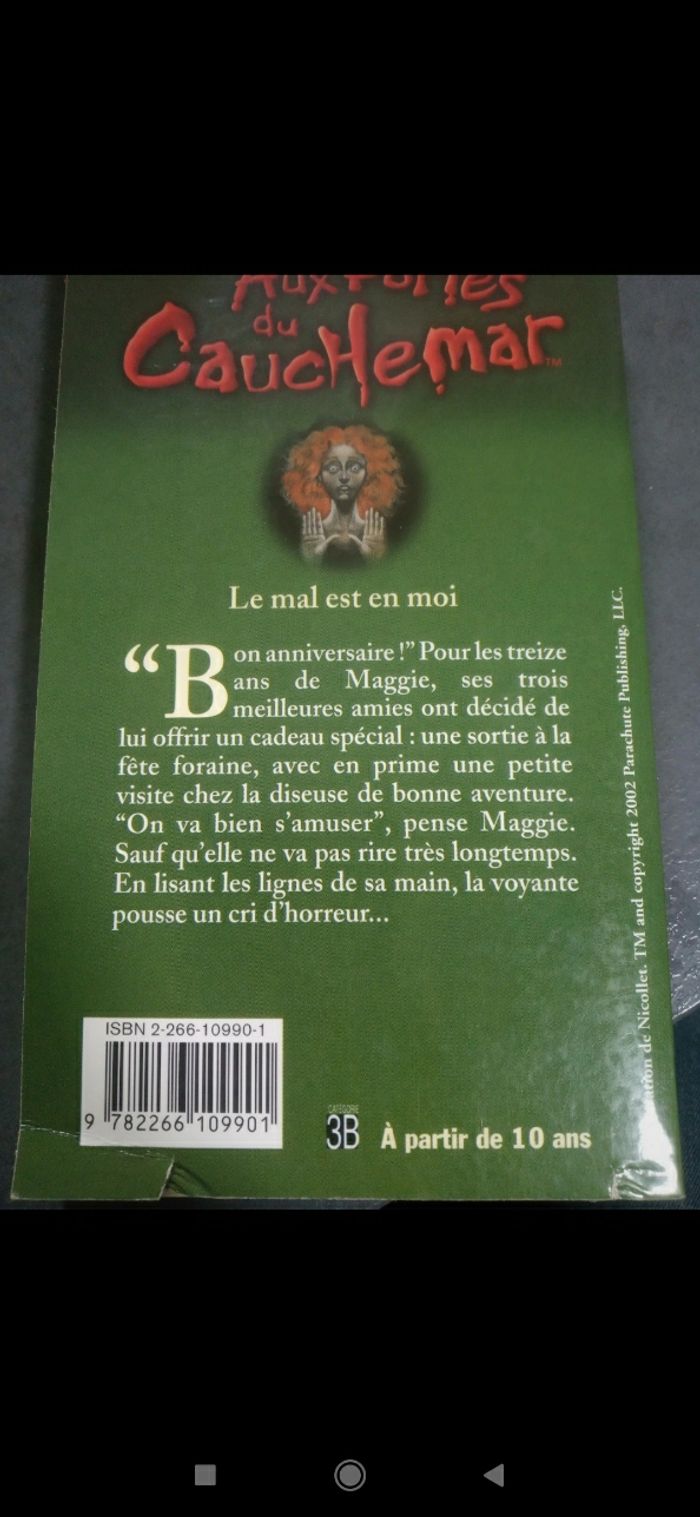 Aux Portes
du
Cauchemar™
Le mal est en moi
“Bon anniversaire !” Pour les treize
ans de Maggie, ses trois
meilleures amies ont décidé de
lui offrir un cadeau spécial : une sortie à la
fête foraine, avec en prime une petite
visite chez la diseuse de bonne aventure.
“On va bien s’amuser”, pense Maggie.
Sauf qu’elle ne va pas rire très longtemps.
En lisant les lignes de sa main, la voyante
pousse un cri d’horreur...
de Nicollet. TM and copyright 2002 Parachute Publishing, LLC.
ISBN 2-266-10990-1
9 782266 109901
CATÉGORIE
3B
À partir de 10 ans